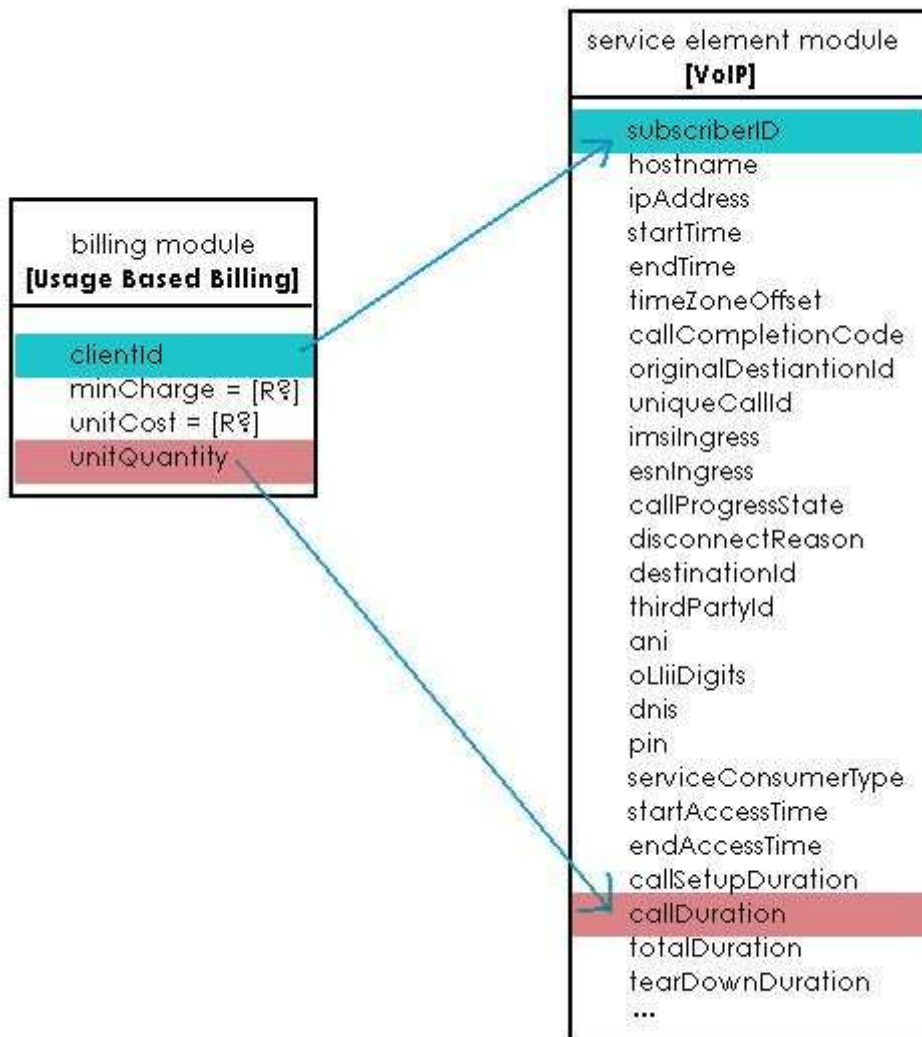 billing module
[Usage Based Billing]
clientId
minCharge = [R?]
unitCost = [R?]
unitQuantity
service element module
[VoIP]
subscriberID
hostname
ipAddress
startTime
endTime
timeZoneOffset
callCompletionCode
originalDestiantionId
uniqueCallId
imsiIngress
esnIngress
callProgressState
disconnectReason
destinationId
thirdPartyId
ani
oLIiiDigits
dnis
pin
serviceConsumerType
startAccessTime
endAccessTime
callSetupDuration
callDuration
totalDuration
tearDownDuration
...